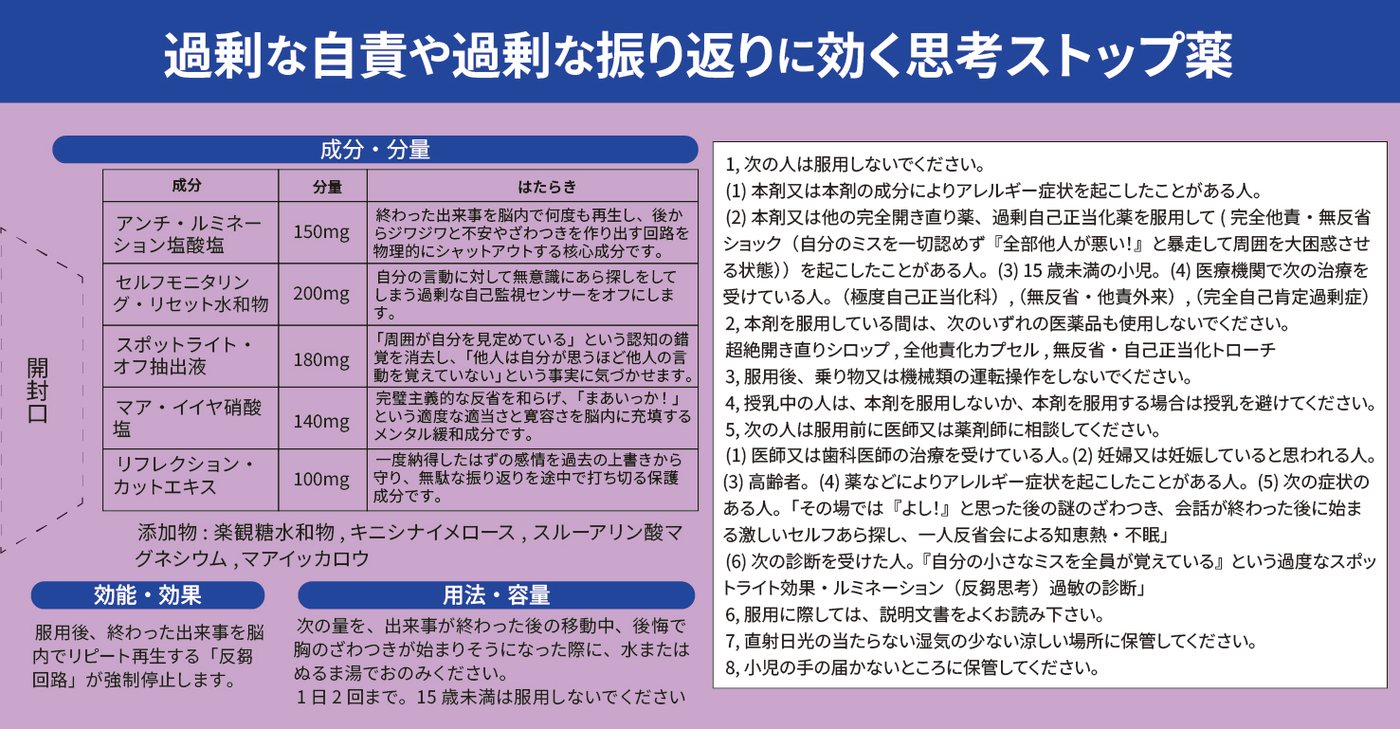 過剰な自責や過剰な振り返りに効く思考ストップ薬
成分・分量
成分 分量 はたらき
アンチ・ルミネー
ション塩酸塩
150mg
終わった出来事を脳内で何度も再生し、後か
らジワジワと不安やざわつきを作り出す回路を
物理的にシャットアウトする核心成分です。
セルフモニタリン
グ・リセット水和物
200mg
自分の言動に対して無意識にあら探しをして
しまう過剰な自己監視センサーをオフにしま
す。
スポットライト・
オフ抽出液
180mg
「周囲が自分を見定めている」という認知の錯
覚を消去し、「他人は自分が思うほど他人の言
動を覚えていない」という事実に気づかせます。
マア・イイヤ硝酸
塩
140mg
完璧主義的な反省を和らげ、「まあいっか！」
という適度な適当さと寛容さを脳内に充填する
メンタル緩和成分です。
リフレクション・
カットエキス
100mg
一度納得したはずの感情を過去の上書きから
守り、無駄な振り返りを途中で打ち切る保護
成分です。
添加物 : 楽観糖水和物 , キニシナイメロース , スルーアリン酸マ
グネシウム , マアイッカロウ
開封口
効能・効果
服用後、終わった出来事を脳
内でリピート再生する「反芻
回路」が強制停止します。
用法・容量
次の量を、出来事が終わった後の移動中、後悔で
胸のざわつきが始まりそうになった際に、水または
ぬるま湯でおのみください。
1 日 2 回まで。15 歳未満は服用しないでください
1, 次の人は服用しないでください。
(1) 本剤又は本剤の成分によりアレルギー症状を起こしたことがある人。
(2) 本剤又は他の完全開き直り薬、過剰自己正当化薬を服用して ( 完全他責・無反省
ショック（自分のミスを一切認めず『全部他人が悪い！』と暴走して周囲を大困惑させ
る状態)）を起こしたことがある人。(3) 15 歳未満の小児。(4) 医療機関で次の治療を
受けている人。（極度自己正当化科）,（無反省・他責外来）,（完全自己肯定過剰症）
2, 本剤を服用している間は、次のいずれの医薬品も使用しないでください。
超絶開き直りシロップ , 全他責化カプセル , 無反省・自己正当化トローチ
3, 服用後、乗り物又は機械類の運転操作をしないでください。
4, 授乳中の人は、本剤を服用しないか、本剤を服用する場合は授乳を避けてください。
5, 次の人は服用前に医師又は薬剤師に相談してください。
(1) 医師又は歯科医師の治療を受けている人。(2) 妊婦又は妊娠していると思われる人。
(3) 高齢者。(4) 薬などによりアレルギー症状を起こしたことがある人。(5) 次の症状の
ある人。「その場では『よし！』と思った後の謎のざわつき、会話が終わった後に始ま
る激しいセルフあら探し、一人反省会による知恵熱・不眠」
(6) 次の診断を受けた人。『自分の小さなミスを全員が覚えている』という過度なスポッ
トライト効果・ルミネーション（反芻思考）過敏の診断」
6, 服用に際しては、説明文書をよくお読み下さい。
7, 直射日光の当たらない湿気の少ない涼しい場所に保管してください。
8, 小児の手の届かないところに保管してください。